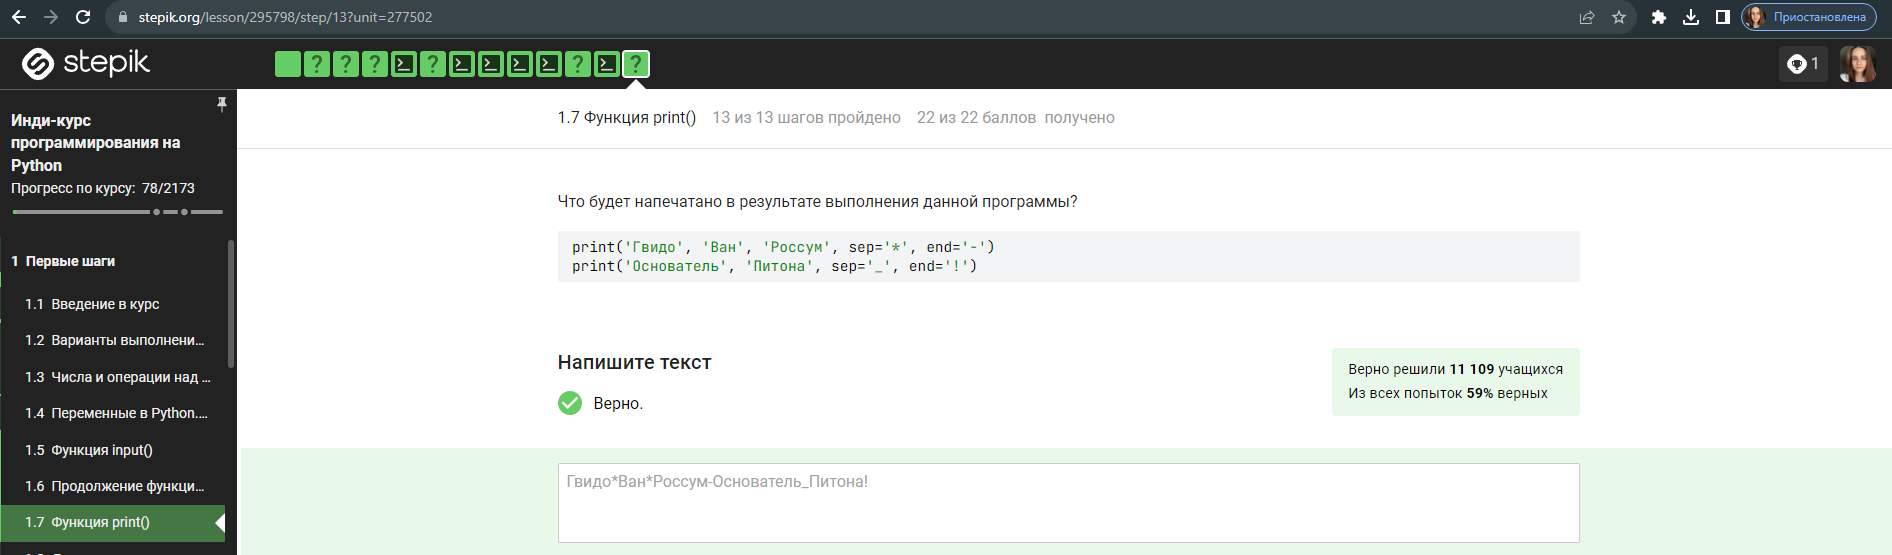 stepik.org/lesson/295798/step/13?unit=277502
Приостановлена
stepik
1
Инди-курс
программирования на
Python
Прогресс по курсу: 78/2173
1 Первые шаги
1.1 Введение в курс
1.2 Варианты выполнени...
1.3 Числа и операции над ...
1.4 Переменные в Python....
1.5 Функция input()
1.6 Продолжение функци...
1.7 Функция print()
1.7 Функция print() 13 из 13 шагов пройдено 22 из 22 баллов получено
Что будет напечатано в результате выполнения данной программы?
print('Гвидо', 'Ван', 'Россум', sep='*', end='-')
print('Основатель', 'Питона', sep='_', end='!')
Напишите текст
Верно.
Верно решили 11 109 учащихся
Из всех попыток 59% верных
Гвидо*Ван*Россум-Основатель_Питона!